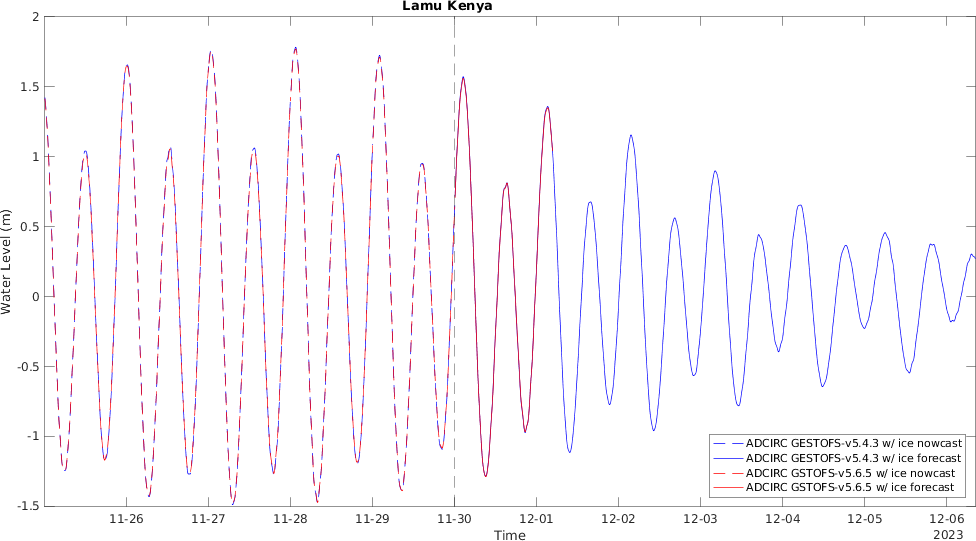 Lamu Kenya
Water Level (m)
2
1.5
1
0.5
0
-0.5
-1
-1.5
11-26
11-27
11-28
11-29
11-30
12-01
12-02
12-03
12-04
12-05
12-06
2023
Time
ADCIRC GESTOFS-v5.4.3 w/ ice nowcast
ADCIRC GESTOFS-v5.4.3 w/ ice forecast
ADCIRC GSTOFS-v5.6.5 w/ ice nowcast
ADCIRC GSTOFS-v5.6.5 w/ ice forecast